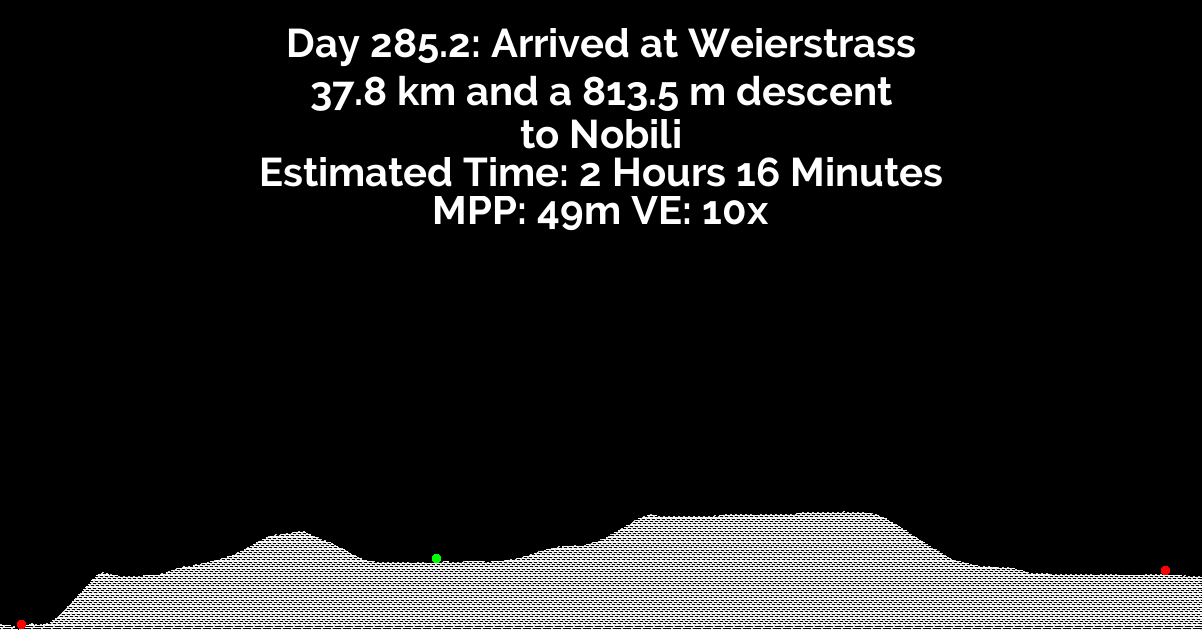 Day 285.2: Arrived at Weierstrass
37.8 km and a 813.5 m descent
to Nobili
Estimated Time: 2 Hours 16 Minutes
MPP: 49m VE: 10x